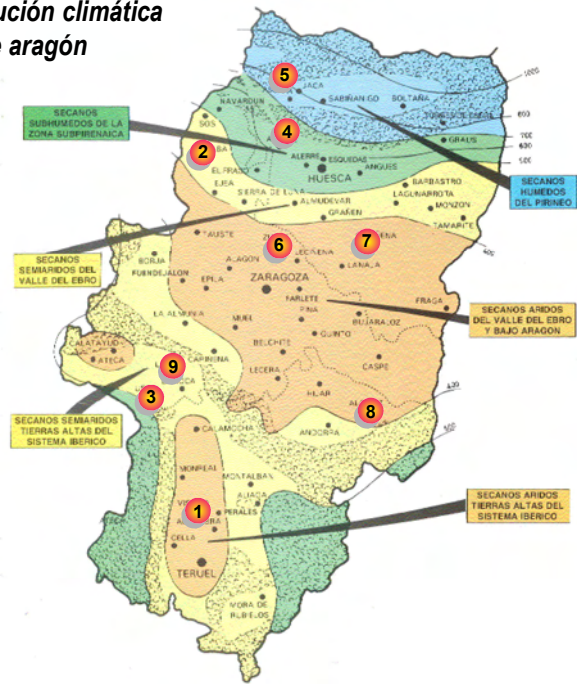 ución climática
e aragón
5
JACA
1000
SABIÑANIGO
BOLTAÑA
SECANOS
SUBHUMEDOS DE LA
ZONA SUBPIRENAICA
NAVARDUN
SOS
4
800
GRAUS
700
600
500
2
ALERRE
ESQUEDAS
ANGUES
HUESCA
EL FRAGO
EJEA
SIERRA DE LUNA
ALMUDEVAR
GRAÑEN
BARBASTRO
LAGUNARROTA
MONZON
TAMARITE
SECANOS
HUMEDOS
DEL PIRINEO
SECANOS
SEMIARIDOS DEL
VALLE DEL EBRO
TAUSTE
6
LECIÑENA
7
ENA
LANAJA
400
BORJA
FUENDEJALON
ALAGON
EPILA
ZARAGOZA
FARLETE
PINA
FRAGA
SECANOS ARIDOS
DEL VALLE DEL EBRO
Y BAJO ARAGON
LA ALMUNIA
MUEL
BUJARALOZ
QUINTO
CALATAYUD
ATECA
BELCHITE
CASPE
9
CARIÑENA
LECERA
CCA
3
HIJAR
8
400
ANDORRA
500
SECANOS SEMIARIDOS
TIERRAS ALTAS DEL
SISTEMA IBERICO
CALAMOCHA
MONREAL
MONTALBAN
ALIAGA
1
PERALES
CELLA
TERUEL
SECANOS ARIDOS
TIERRAS ALTAS DEL
SISTEMA IBERICO
MORA DE
RUBIELOS